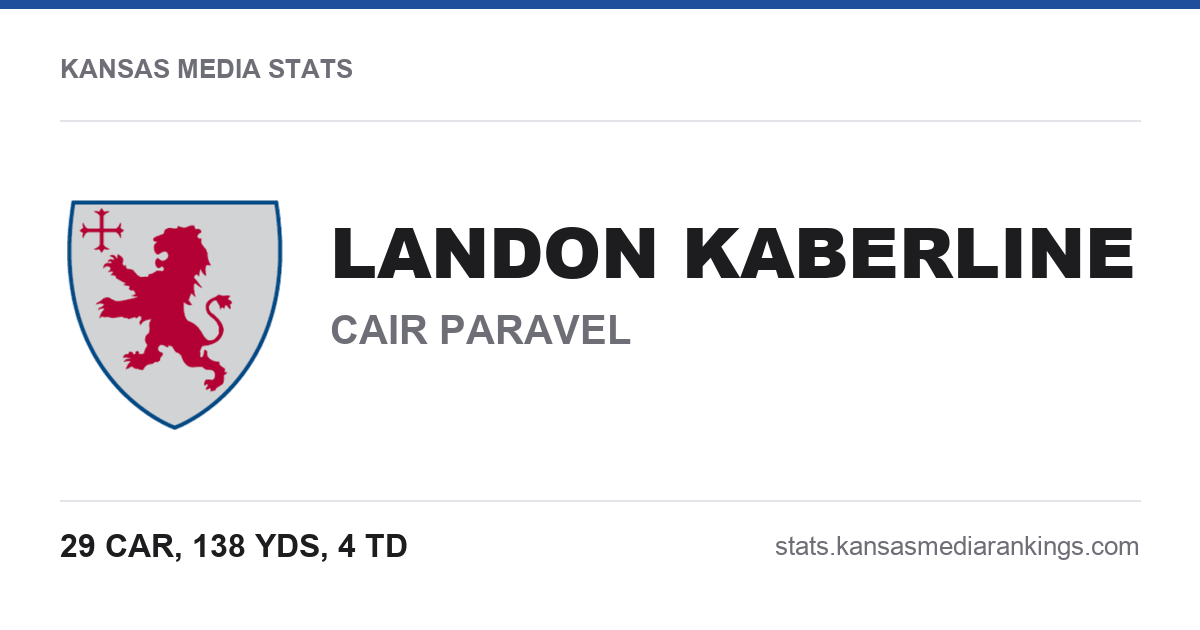 KANSAS MEDIA STATS
LANDON KABERLINE
CAIR PARAVEL
29 CAR, 138 YDS, 4 TD
stats.kansasmediarankings.com